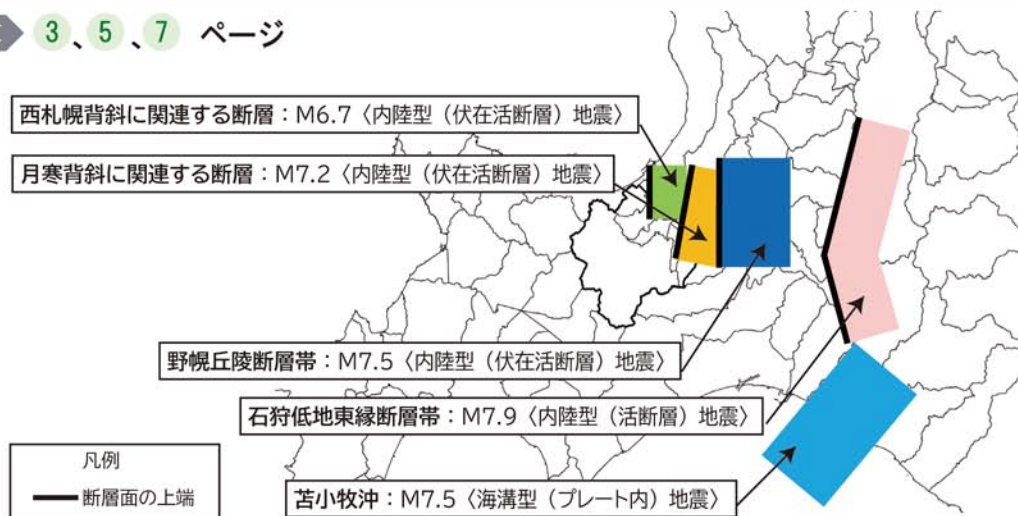 3、5、7 ページ
西札幌背斜に関連する断層：M6.7〈内陸型（伏在活断層）地震〉
月寒背斜に関連する断層：M7.2〈内陸型（伏在活断層）地震〉
野幌丘陵断層帯：M7.5〈内陸型（伏在活断層）地震〉
石狩低地東縁断層帯：M7.9〈内陸型（活断層）地震〉
苫小牧沖：M7.5〈海溝型（プレート内）地震〉
凡例
断層面の上端